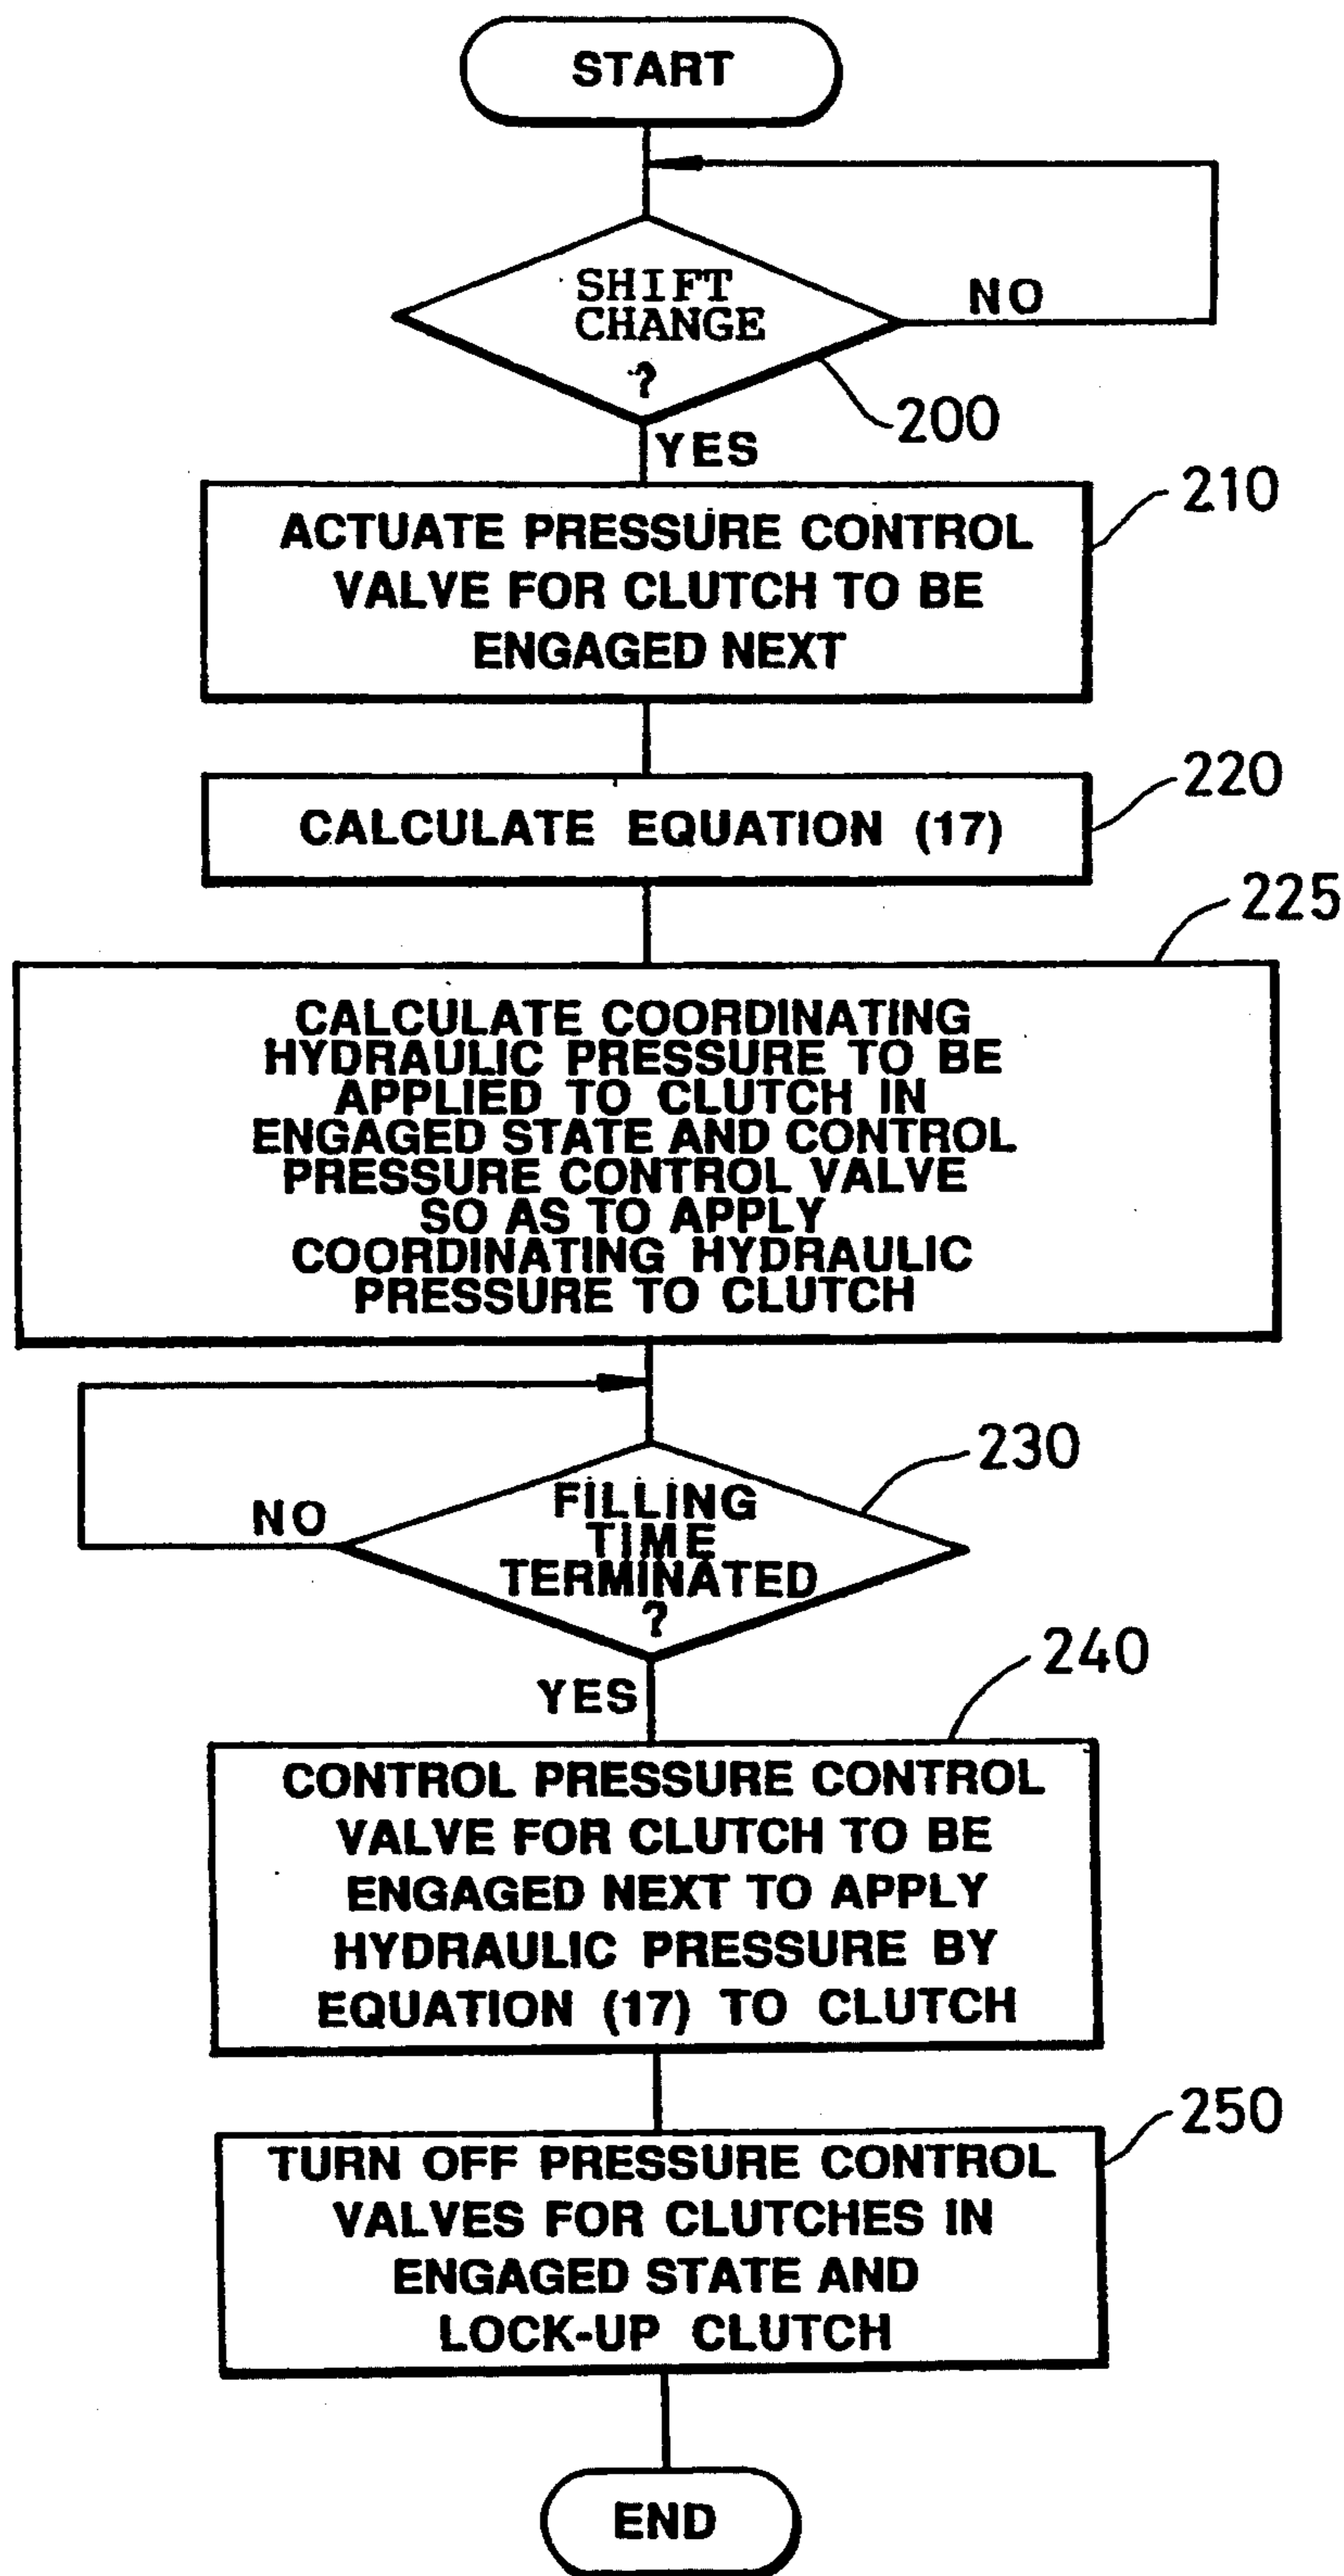 START
SHIFT
CHANGE
?
NO
200
YES
210
ACTUATE PRESSURE CONTROL
VALVE FOR CLUTCH TO BE
ENGAGED NEXT
220
CALCULATE EQUATION (17)
225
CALCULATE COORDINATING
HYDRAULIC PRESSURE TO BE
APPLIED TO CLUTCH IN
ENGAGED STATE AND CONTROL
PRESSURE CONTROL VALVE
SO AS TO APPLY
COORDINATING HYDRAULIC
PRESSURE TO CLUTCH
230
NO
FILLING
TIME
TERMINATED
?
YES
240
CONTROL PRESSURE CONTROL
VALVE FOR CLUTCH TO BE
ENGAGED NEXT TO APPLY
HYDRAULIC PRESSURE BY
EQUATION (17) TO CLUTCH
250
TURN OFF PRESSURE CONTROL
VALVES FOR CLUTCHES IN
ENGAGED STATE AND
LOCK-UP CLUTCH
END